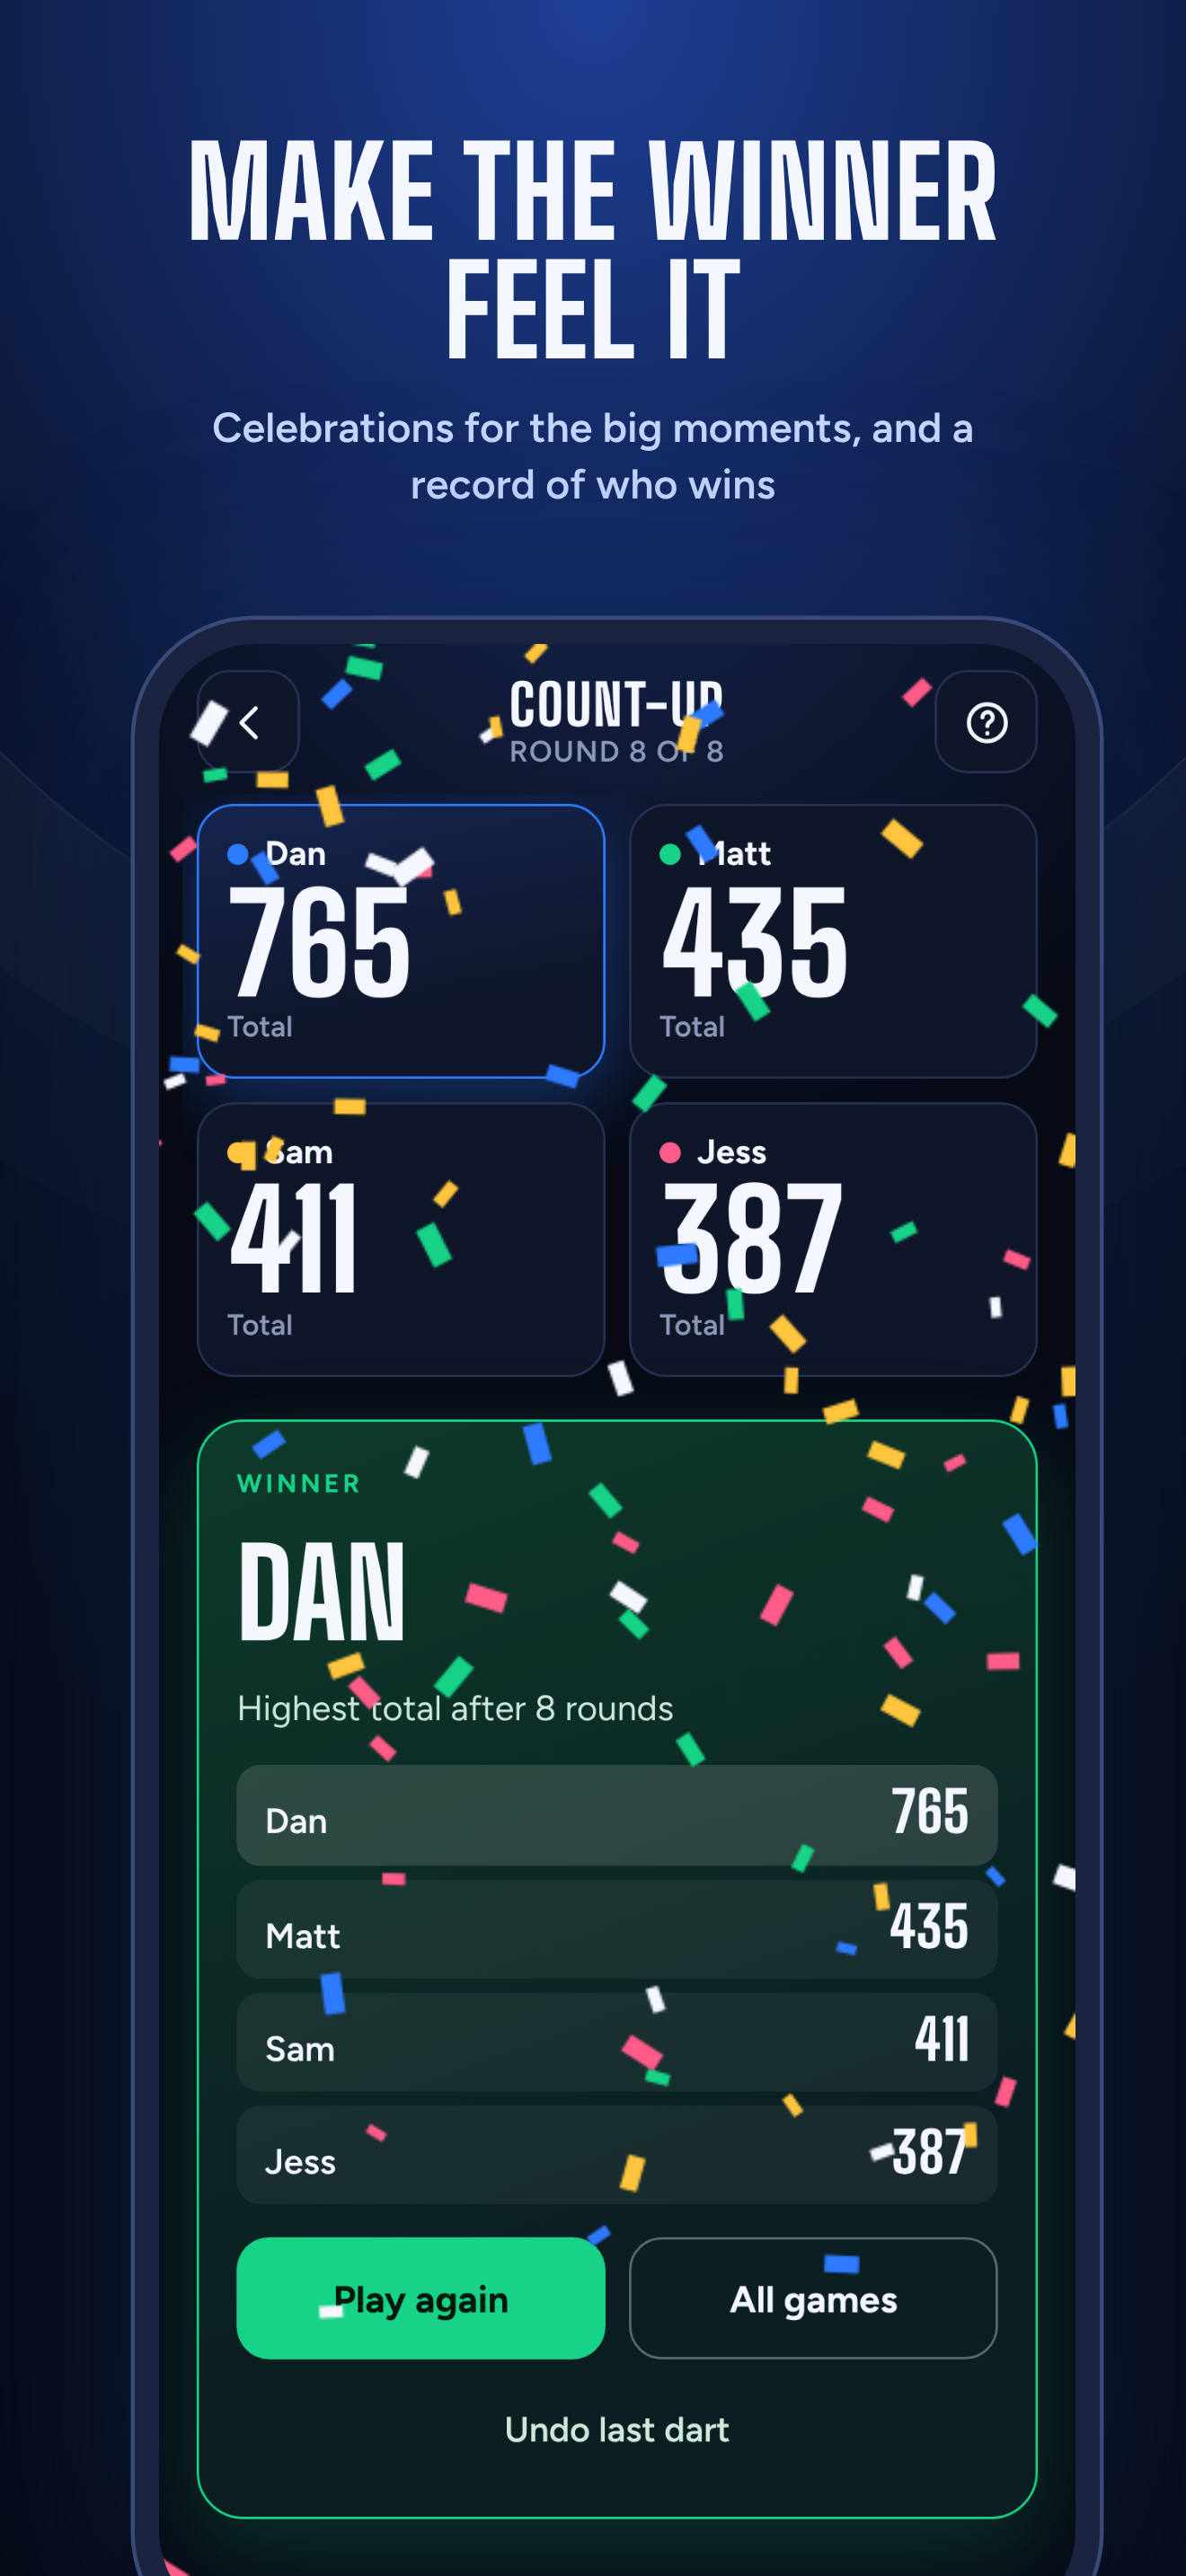 MAKE THE WINNER
FEEL IT
Celebrations for the big moments, and a
record of who wins
COUNT-UP
ROUND 8 OF 8
Dan
765
Total
Matt
435
Total
Sam
411
Total
Jess
387
Total
WINNER
DAN
Highest total after 8 rounds
Dan 765
Matt 435
Sam 411
Jess 387
Play again
All games
Undo last dart